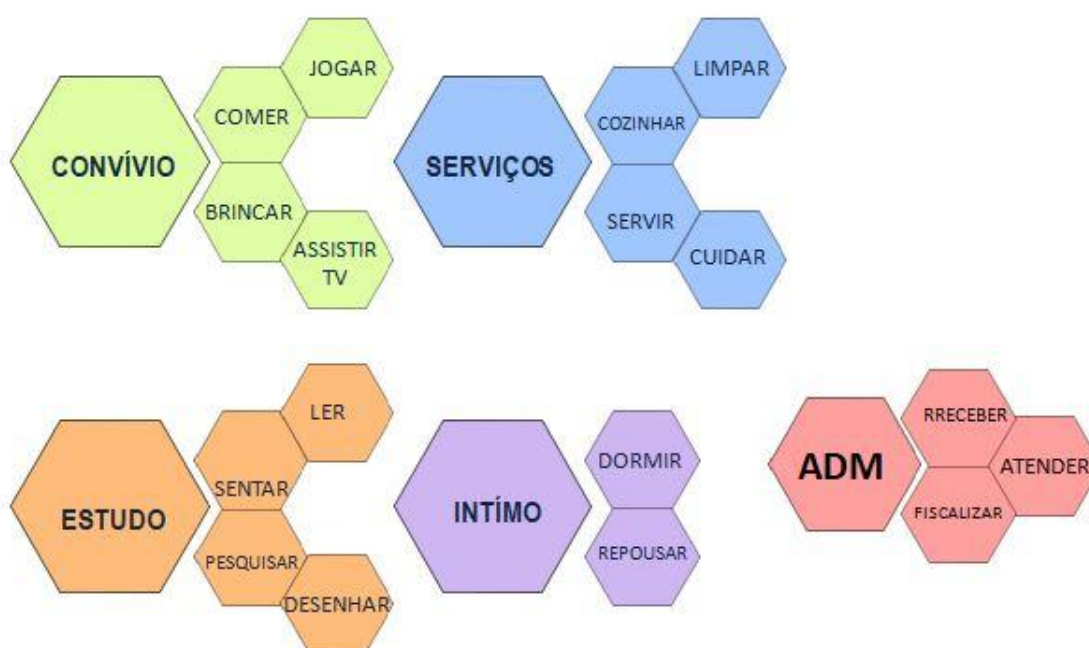 CONVÍVIO
JOGAR
COMER
BRINCAR
ASSISTIR
TV
SERVIÇOS
LIMPAR
COZINHAR
SERVIR
CUIDAR
ESTUDO
LER
SENTAR
PESQUISAR
DESENHAR
INTÍMO
DORMIR
REPOUSAR
ADM
RRECEBER
ATENDER
FISCALIZAR